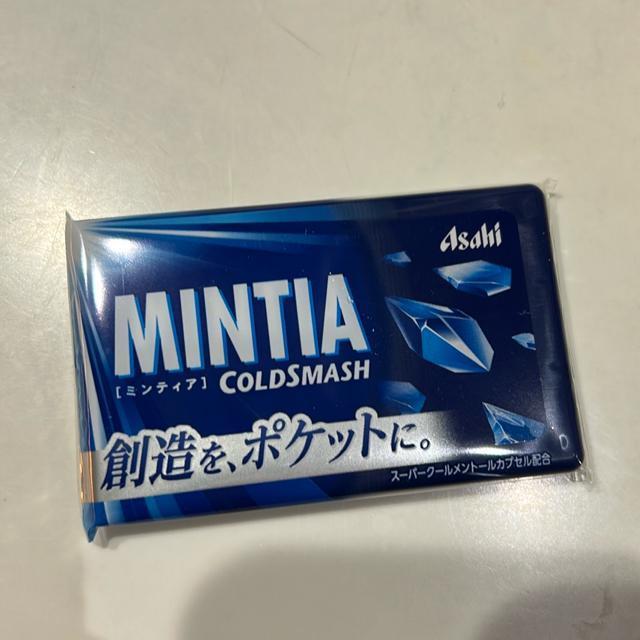 Asahi
MINTIA
[ミンティア] COLDSMASH
創造を、ポケットに。
スーパークールメントールカプセル配合